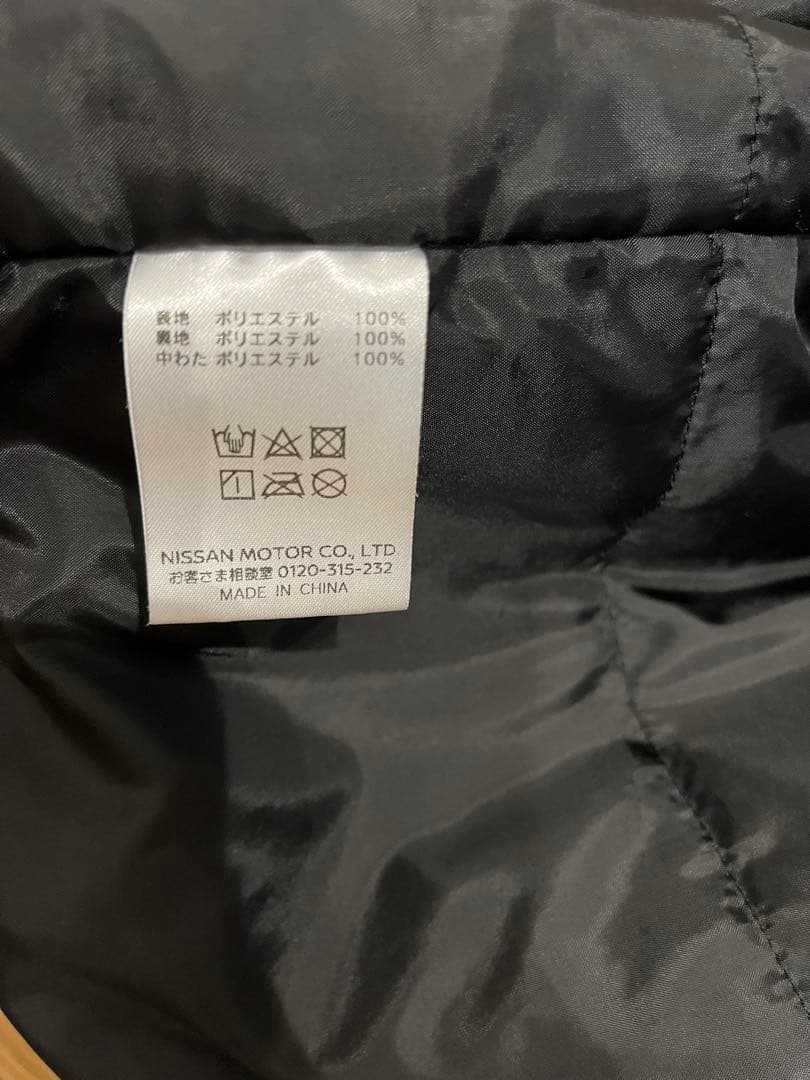 表地 ポリエステル 100%
裏地 ポリエステル 100%
中わた ポリエステル 100%
NISSAN MOTOR CO., LTD.
お客さま相談室 0120-315-232
MADE IN CHINA